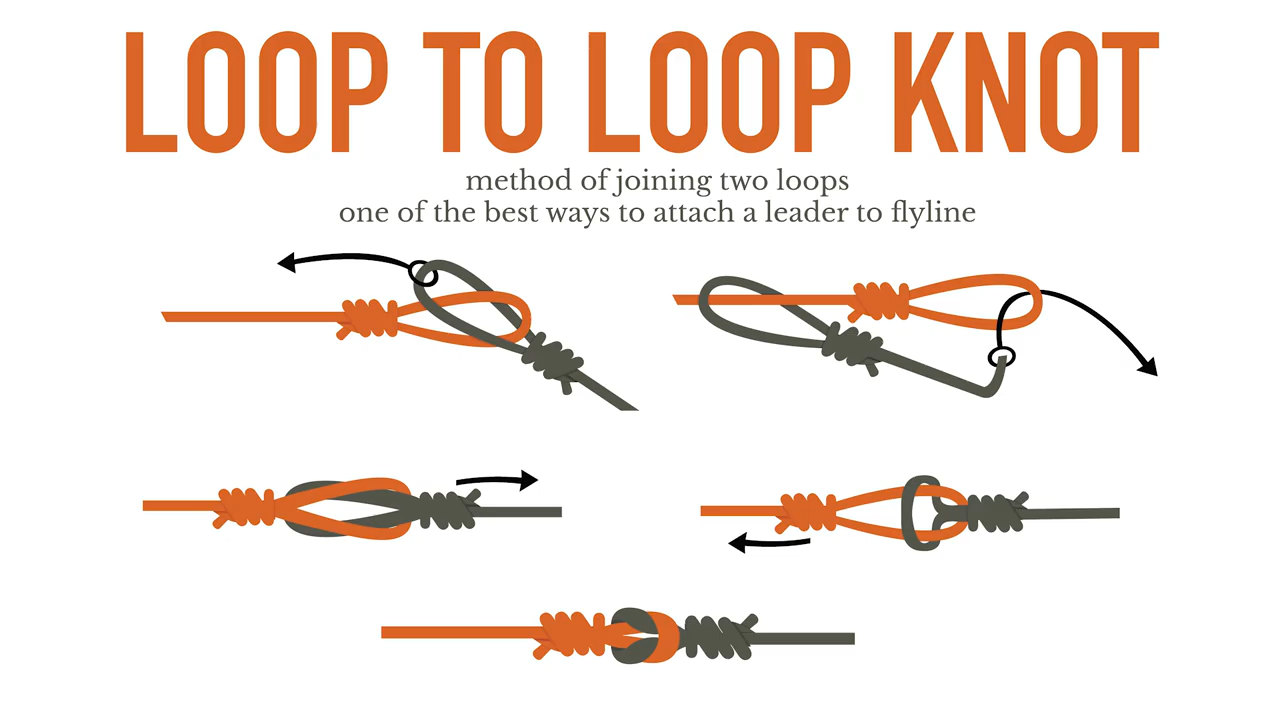 LOOP TO LOOP KNOT
method of joining two loops
one of the best ways to attach a leader to flyline